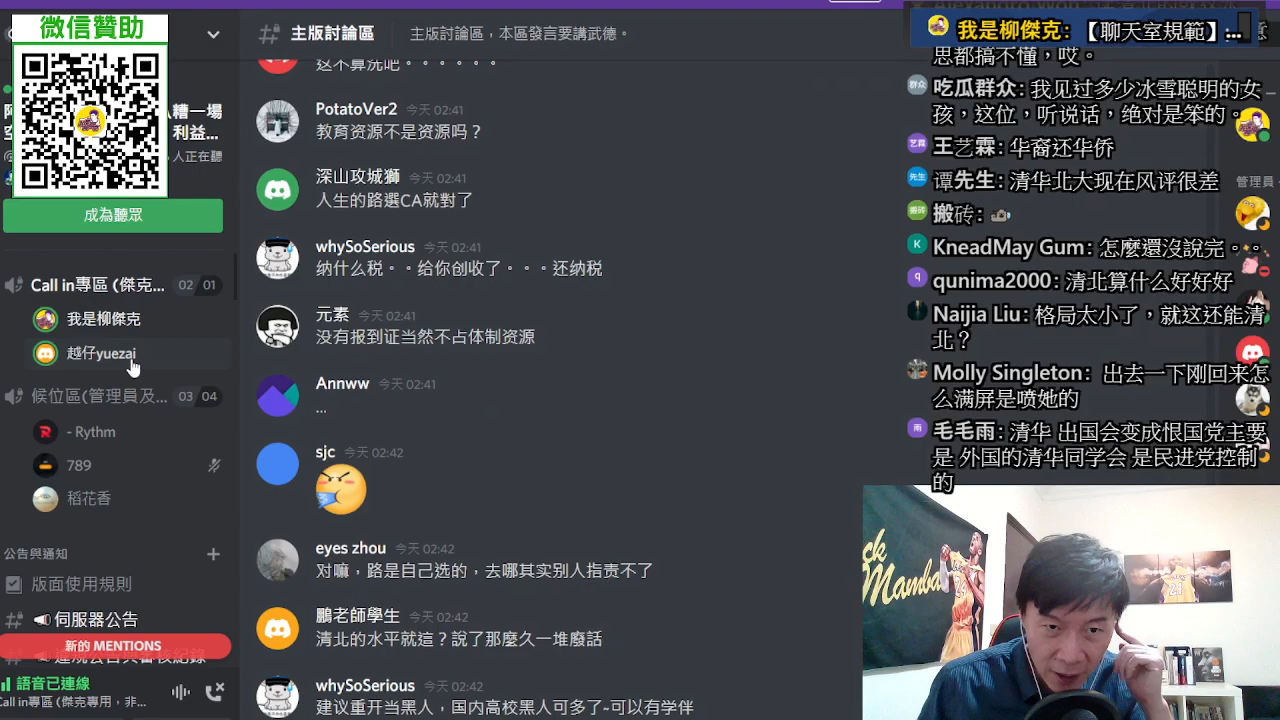 微信贊助
人糟一場
利益...
人正在聽
成為聽眾
Call in專區 (傑克... 02 01
我是柳傑克
越仔yuezai
候位區(管理員及... 03 04
- Rythm
789
稻花香
公告與通知
版面使用規則
伺服器公告
新的 MENTIONS
語音已連線
Call in專區 (傑克專用，非...
主版討論區
主版討論區，本區發言要講武德。
这不算洗吧。。。。。。
PotatoVer2 今天 02:41
教育资源不是资源吗？
深山攻城獅 今天 02:41
人生的路選CA就對了
whySoSerious 今天 02:41
纳什么税。。给你创收了。。。还纳税
元素 今天 02:41
没有报到证当然不占体制资源
Annww 今天 02:41
...
sjc 今天 02:42
eyes zhou 今天 02:42
对嘛，路是自己选的，去哪其实别人指责不了
鵬老師學生 今天 02:42
清北的水平就這？說了那麼久一堆廢話
whySoSerious 今天 02:42
建议重开当黑人，国内高校黑人可多了~可以有学伴
我是柳傑克: 【聊天室規範】...
思都搞不懂，哎。
吃瓜群众: 我见过多少冰雪聪明的女
孩，这位，听说话，绝对是笨的。
王艺霖: 华裔还华侨
谭先生: 清华北大现在风评很差
搬砖:
KneadMay Gum: 怎麼還沒說完。。
qunima2000: 清北算什么好好好
Naijia Liu: 格局太小了，就这还能清
北？
Molly Singleton: 出去一下刚回来怎
么满屏是喷她的
毛毛雨: 清华 出国会变成恨国党主要
是 外国的清华同学会 是民进党控制
的
管理員
Mamba